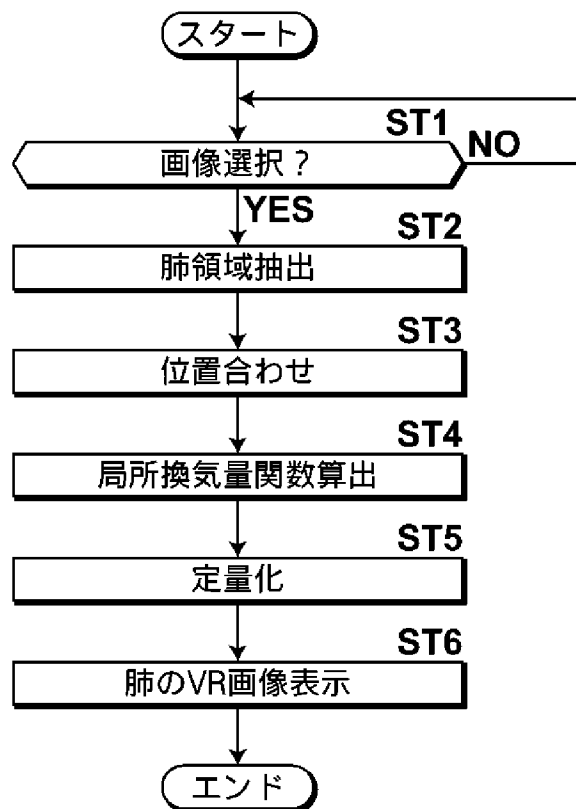 スタート
ST1
画像選択？
NO
YES
ST2
肺領域抽出
ST3
位置合わせ
ST4
局所換気量関数算出
ST5
定量化
ST6
肺のVR画像表示
エンド